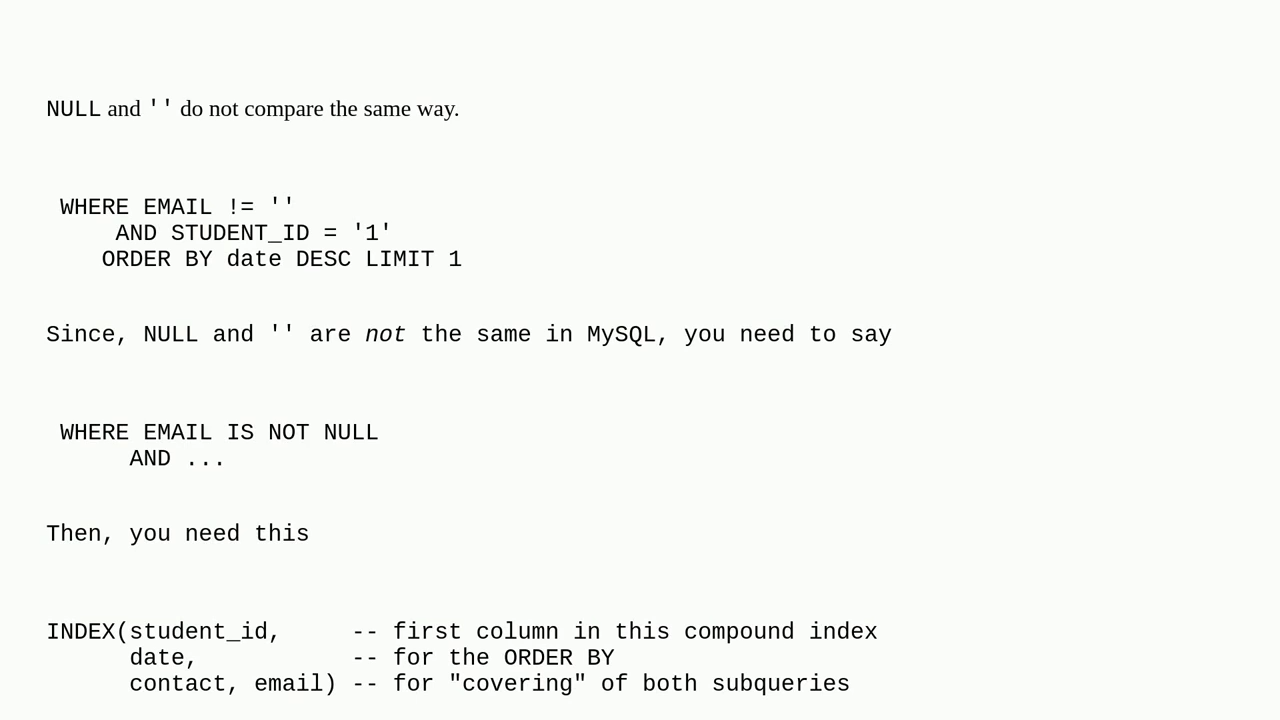 NULL and '' do not compare the same way.
WHERE EMAIL != ''
AND STUDENT_ID = '1'
ORDER BY date DESC LIMIT 1
Since, NULL and '' are not the same in MySQL, you need to say
WHERE EMAIL IS NOT NULL
AND ...
Then, you need this
INDEX(student_id, -- first column in this compound index
date, -- for the ORDER BY
contact, email) -- for "covering" of both subqueries